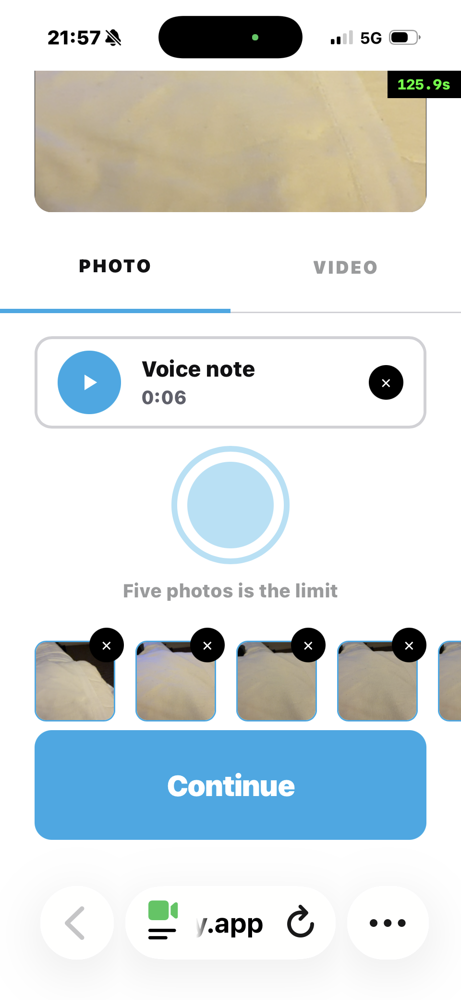 21:57
5G
125.9s
PHOTO
VIDEO
Voice note
0:06
Five photos is the limit
Continue
.app